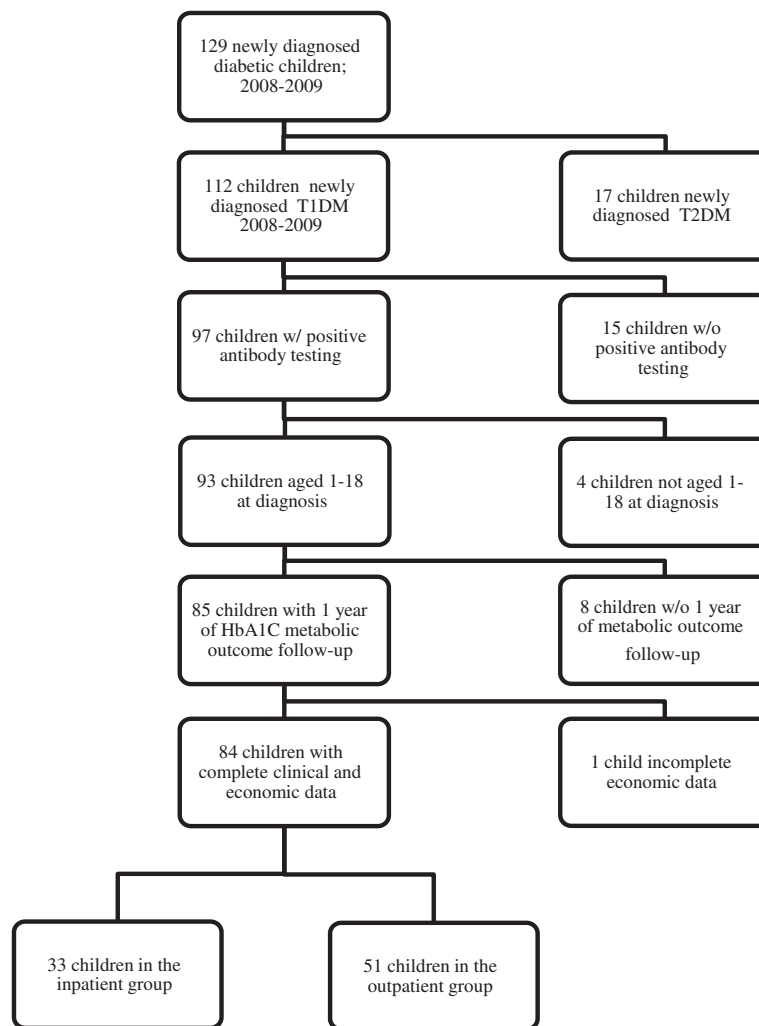 129 newly diagnosed
diabetic children;
2008-2009
112 children newly
diagnosed T1DM
2008-2009
17 children newly
diagnosed T2DM
97 children w/ positive
antibody testing
15 children w/o
positive antibody
testing
93 children aged 1-18
at diagnosis
4 children not aged 1-
18 at diagnosis
85 children with 1 year
of HbA1C metabolic
outcome follow-up
8 children w/o 1 year
of metabolic outcome
follow-up
84 children with
complete clinical and
economic data
1 child incomplete
economic data
33 children in the
inpatient group
51 children in the
outpatient group